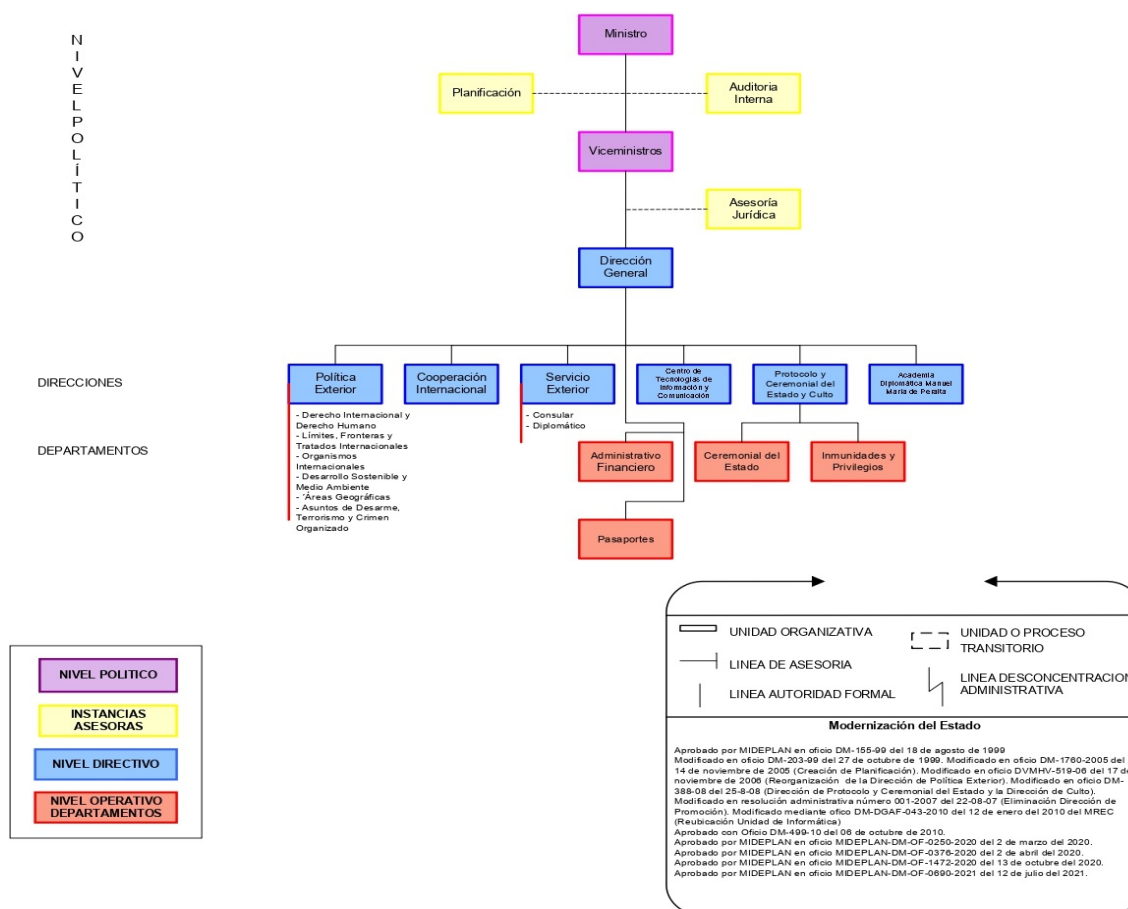 NIVEL POLÍTICO
Ministro
Planificación
Auditoria
Interna
Viceministros
Asesoría
Jurídica
Dirección
General
DIRECCIONES
Política
Exterior
Cooperación
Internacional
Servicio
Exterior
Centro de
Tecnologías de
Información y
Comunicación
Protocolo y
Ceremonial del
Estado y Culto
Academia
Diplomática Manuel
María de Peralta
- Derecho Internacional y
Derecho Humano
- Límites, Fronteras y
Tratados Internacionales
- Organismos
Internacionales
- Desarrollo Sostenible y
Medio Ambiente
- ´Áreas Geográficas
- Asuntos de Desarme,
Terrorismo y Crimen
Organizado
- Consular
- Diplomático
DEPARTAMENTOS
Administrativo
Financiero
Ceremonial del
Estado
Inmunidades y
Privilegios
Pasaportes
NIVEL POLITICO
INSTANCIAS
ASESORAS
NIVEL DIRECTIVO
NIVEL OPERATIVO
DEPARTAMENTOS
UNIDAD ORGANIZATIVA
UNIDAD O PROCESO
TRANSITORIO
LINEA DE ASESORIA
LINEA DESCONCENTRACION
ADMINISTRATIVA
LINEA AUTORIDAD FORMAL
Modernización del Estado
Aprobado por MIDEPLAN en oficio DM-155-99 del 18 de agosto de 1999
Modificado en oficio DM-203-99 del 27 de octubre de 1999. Modificado en oficio DM-1760-2005 del
14 de noviembre de 2005 (Creación de Planificación). Modificado en oficio DVMHV-519-06 del 17 de
noviembre de 2006 (Reorganización de la Dirección de Política Exterior). Modificado en oficio DM-
388-08 del 25-8-08 (Dirección de Protocolo y Ceremonial del Estado y la Dirección de Culto).
Modificado en resolución administrativa número 001-2007 del 22-08-07 (Eliminación Dirección de
Promoción). Modificado mediante ofico DM-DGAF-043-2010 del 12 de enero del 2010 del MREC
(Reubicación Unidad de Informática)
Aprobado con Oficio DM-499-10 del 06 de octubre de 2010.
Aprobado por MIDEPLAN en oficio MIDEPLAN-DM-OF-0250-2020 del 2 de marzo del 2020.
Aprobado por MIDEPLAN en oficio MIDEPLAN-DM-OF-0376-2020 del 2 de abril del 2020.
Aprobado por MIDEPLAN en oficio MIDEPLAN-DM-OF-1472-2020 del 13 de octubre del 2020.
Aprobado por MIDEPLAN en oficio MIDEPLAN-DM-OF-0690-2021 del 12 de julio del 2021.